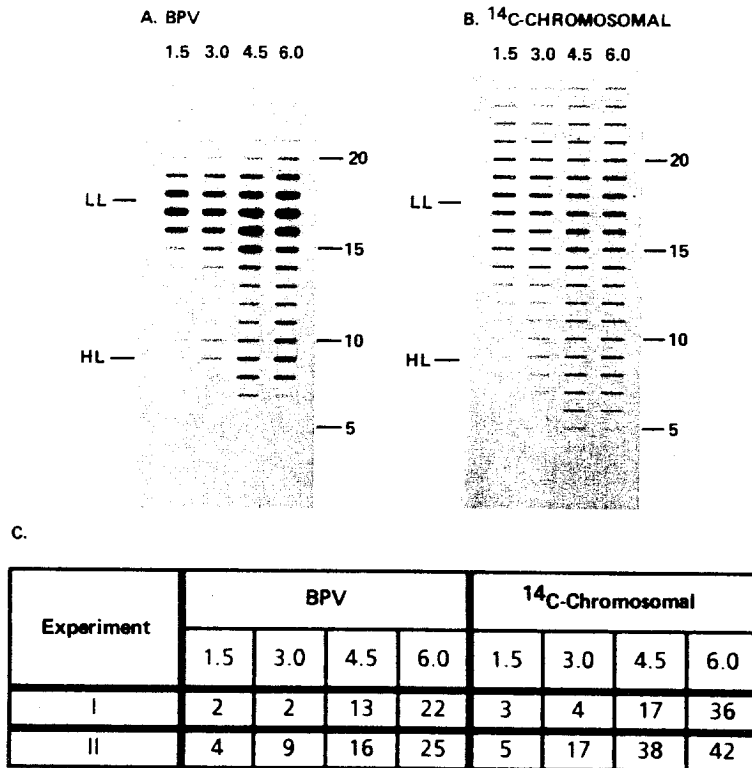 A. BPV
1.5 3.0 4.5 6.0
20
LL
15
10
HL
5
B. ¹⁴C-CHROMOSOMAL
1.5 3.0 4.5 6.0
20
LL
15
10
HL
5
C.
Experiment BPV ¹⁴C-Chromosomal
1.5 3.0 4.5 6.0 1.5 3.0 4.5 6.0
I 2 2 13 22 3 4 17 36
II 4 9 16 25 5 17 38 42